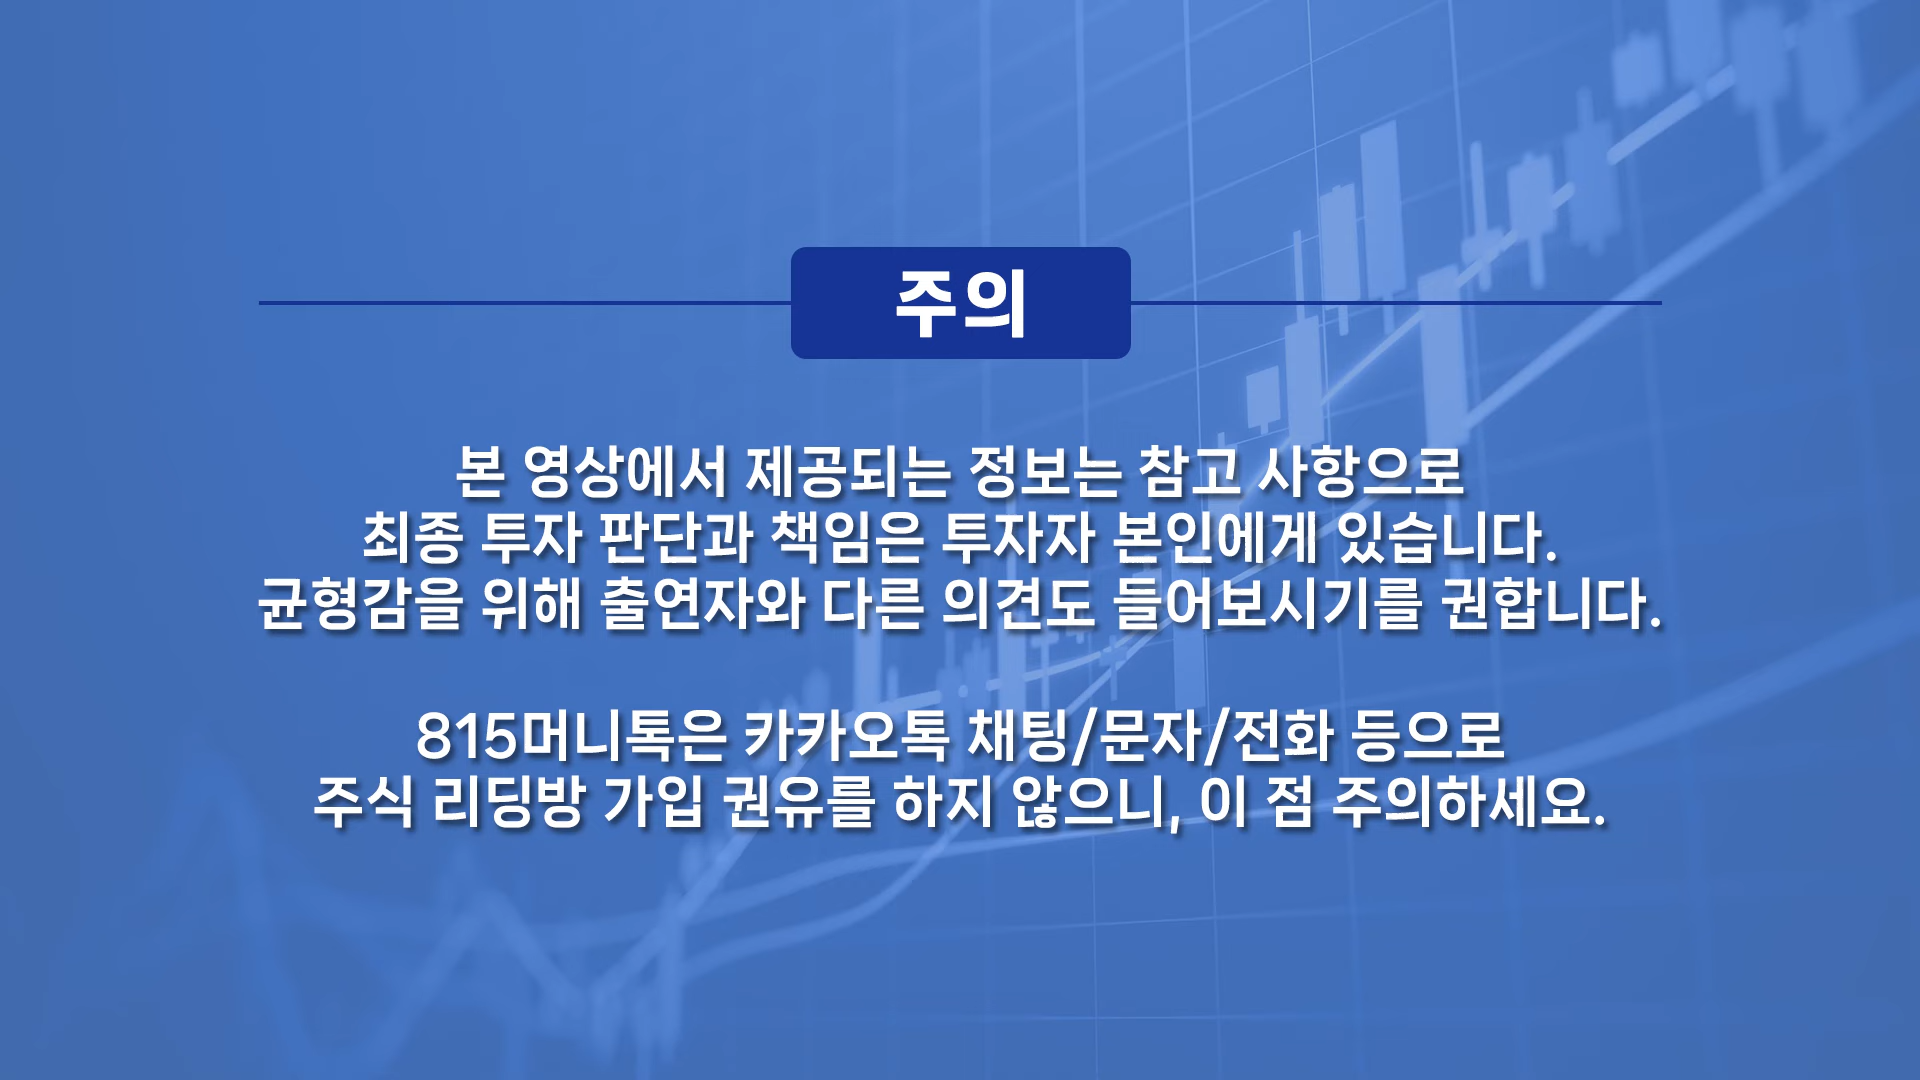 주의
본 영상에서 제공되는 정보는 참고 사항으로
최종 투자 판단과 책임은 투자자 본인에게 있습니다.
균형감을 위해 출연자와 다른 의견도 들어보시기를 권합니다.
815머니톡은 카카오톡 채팅/문자/전화 등으로
주식 리딩방 가입 권유를 하지 않으니, 이 점 주의하세요.